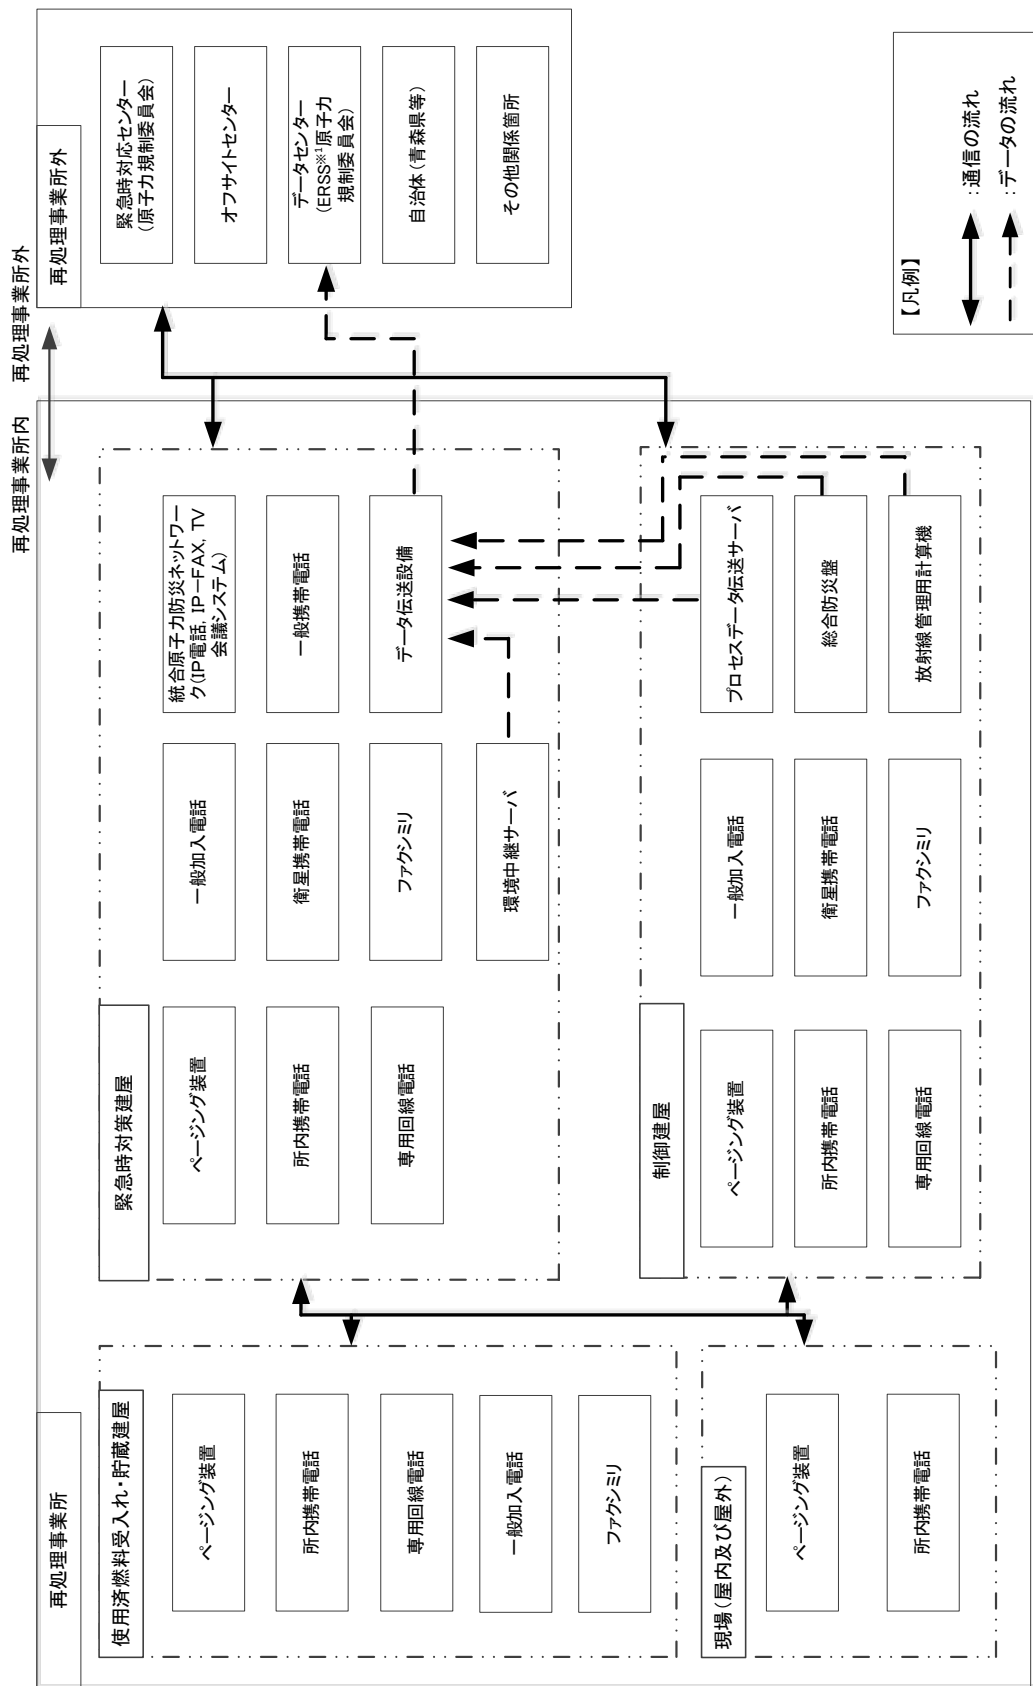 再処理事業所
使用済燃料受入れ・貯蔵建屋
ページング装置
所内携帯電話
専用回線電話
一般加入電話
ファクシミリ
現場(屋内及び屋外)
ページング装置
所内携帯電話
緊急時対策建屋
ページング装置
所内携帯電話
専用回線電話
一般加入電話
衛星携帯電話
ファクシミリ
環境中継サーバ
統合原子力防災ネットワー
ク(IP電話, IP-FAX, TV
会議システム)
一般携帯電話
データ伝送設備
制御建屋
ページング装置
所内携帯電話
専用回線電話
一般加入電話
衛星携帯電話
ファクシミリ
プロセスデータ伝送サーバ
総合防災盤
放射線管理用計算機
再処理事業所内
再処理事業所外
再処理事業所外
緊急時対応センター
(原子力規制委員会)
オフサイトセンター
データセンター
(ERSS※1原子力
規制委員会)
自治体(青森県等)
その他関係箇所
【凡例】
:通信の流れ
:データの流れ